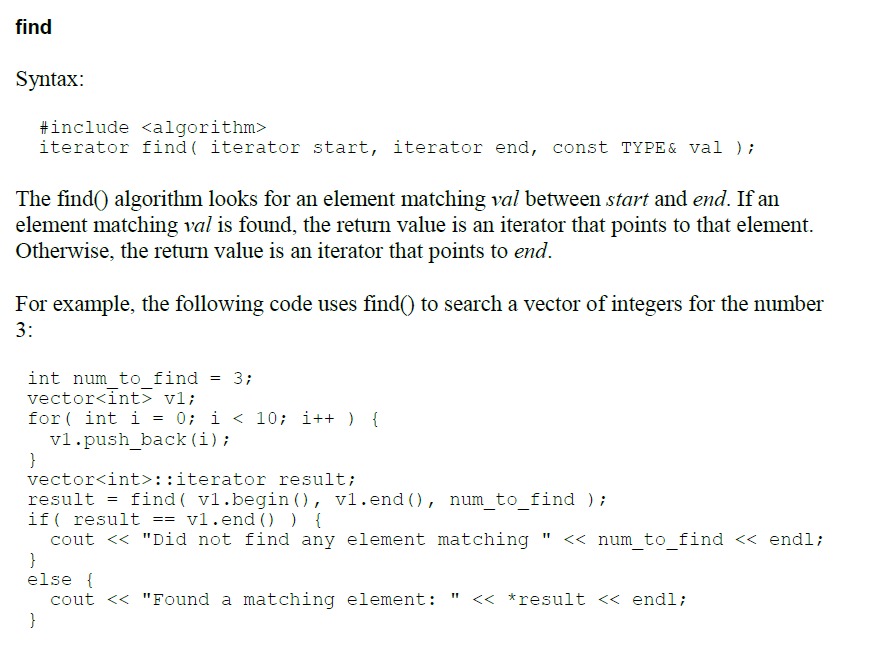 find
Syntax:
#include <algorithm>
iterator find( iterator start, iterator end, const TYPE& val );
The find() algorithm looks for an element matching val between start and end. If an
element matching val is found, the return value is an iterator that points to that element.
Otherwise, the return value is an iterator that points to end.
For example, the following code uses find() to search a vector of integers for the number
3:
int num_to_find = 3;
vector<int> v1;
for( int i = 0; i < 10; i++ ) {
  v1.push_back(i);
}
vector<int>::iterator result;
result = find( v1.begin(), v1.end(), num_to_find );
if( result == v1.end() ) {
  cout << "Did not find any element matching " << num_to_find << endl;
}
else {
  cout << "Found a matching element: " << *result << endl;
}